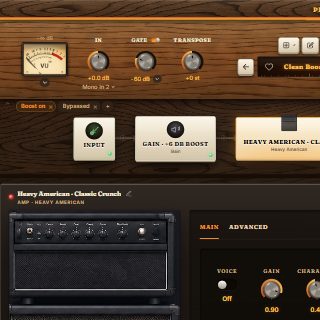 IN
GATE
TRANSPOSE
-∞ dB
VU
+0.0 dB
-60 dB
+0 st
Mono In 2
Clean Boo
Boost on ×
Bypassed ×
+
INPUT
GAIN · +6 dB BOOST
Gain
HEAVY AMERICAN · CL
Heavy American
Heavy American · Classic Crunch
AMP · HEAVY AMERICAN
MAIN
ADVANCED
VOICE
GAIN
CHARA
Off
0.90
0.4